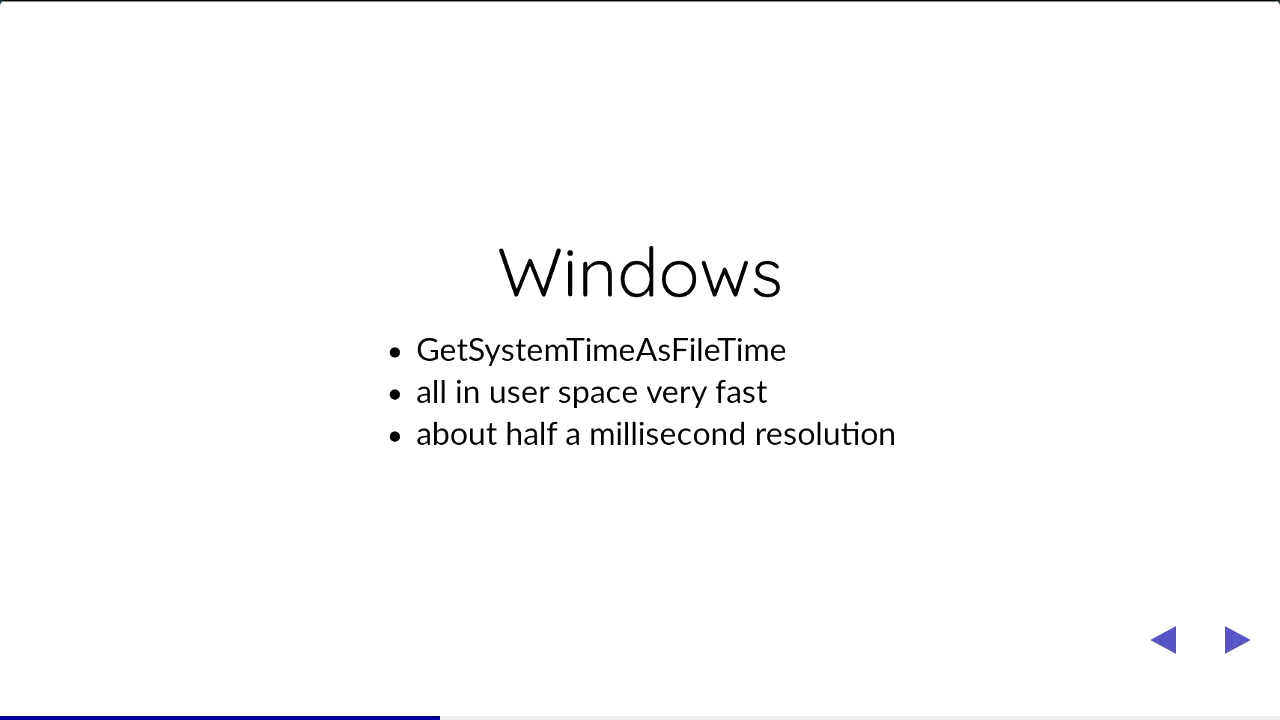 Windows
• GetSystemTimeAsFileTime
• all in user space very fast
• about half a millisecond resolution